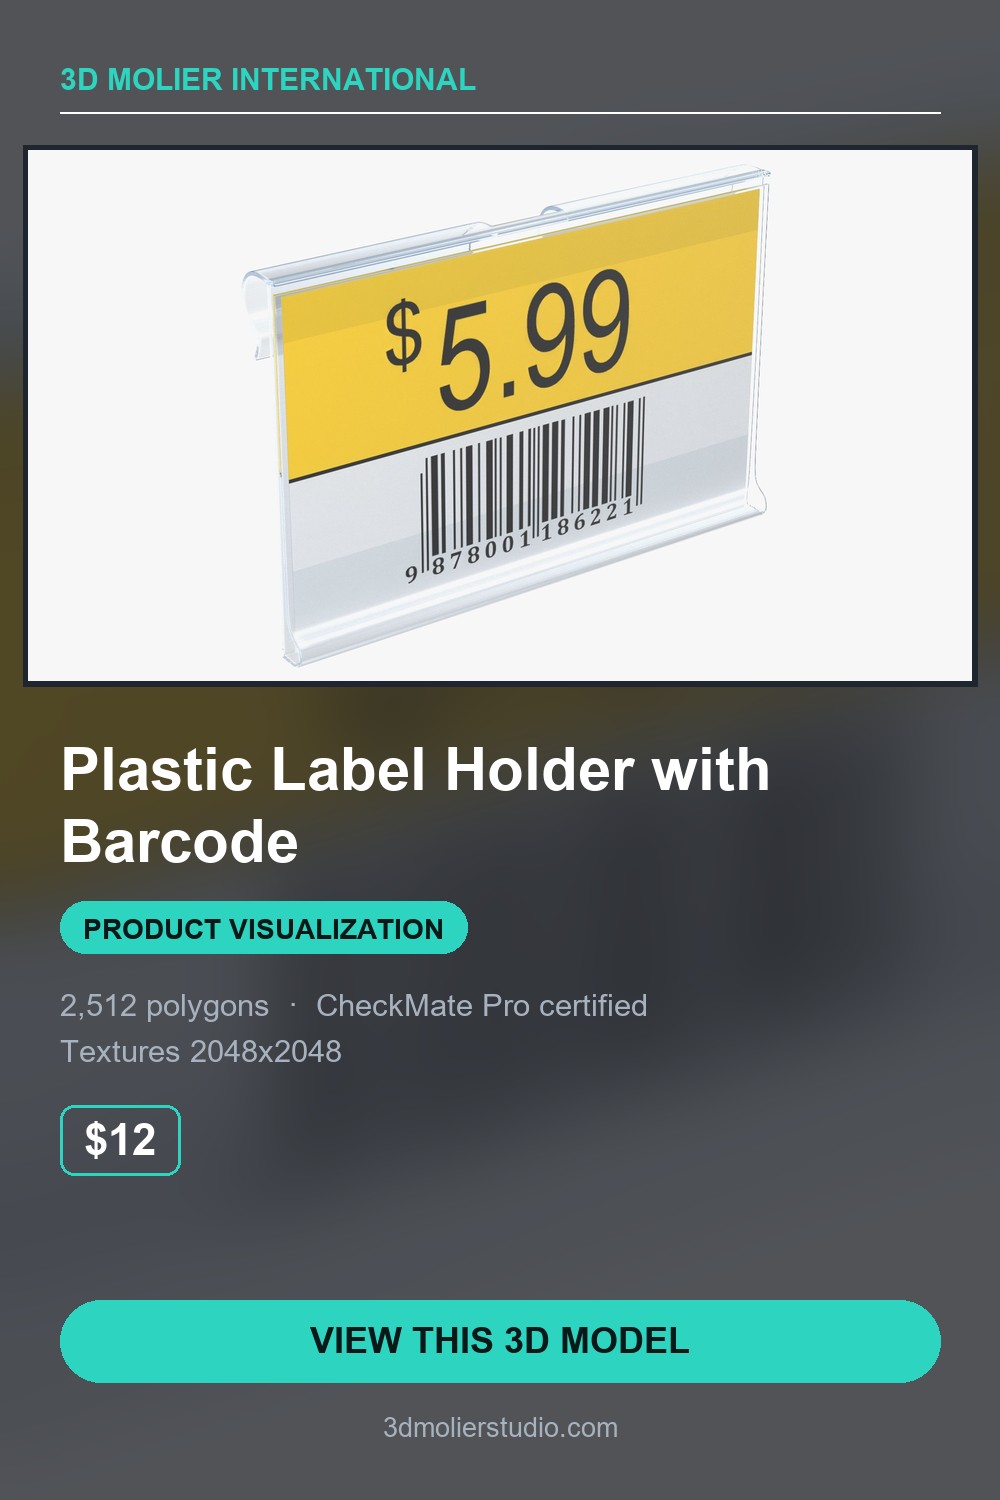 3D MOLIER INTERNATIONAL
$5.99
9 878001 186221
Plastic Label Holder with
Barcode
PRODUCT VISUALIZATION
2,512 polygons · CheckMate Pro certified
Textures 2048x2048
$12
VIEW THIS 3D MODEL
3dmolierstudio.com